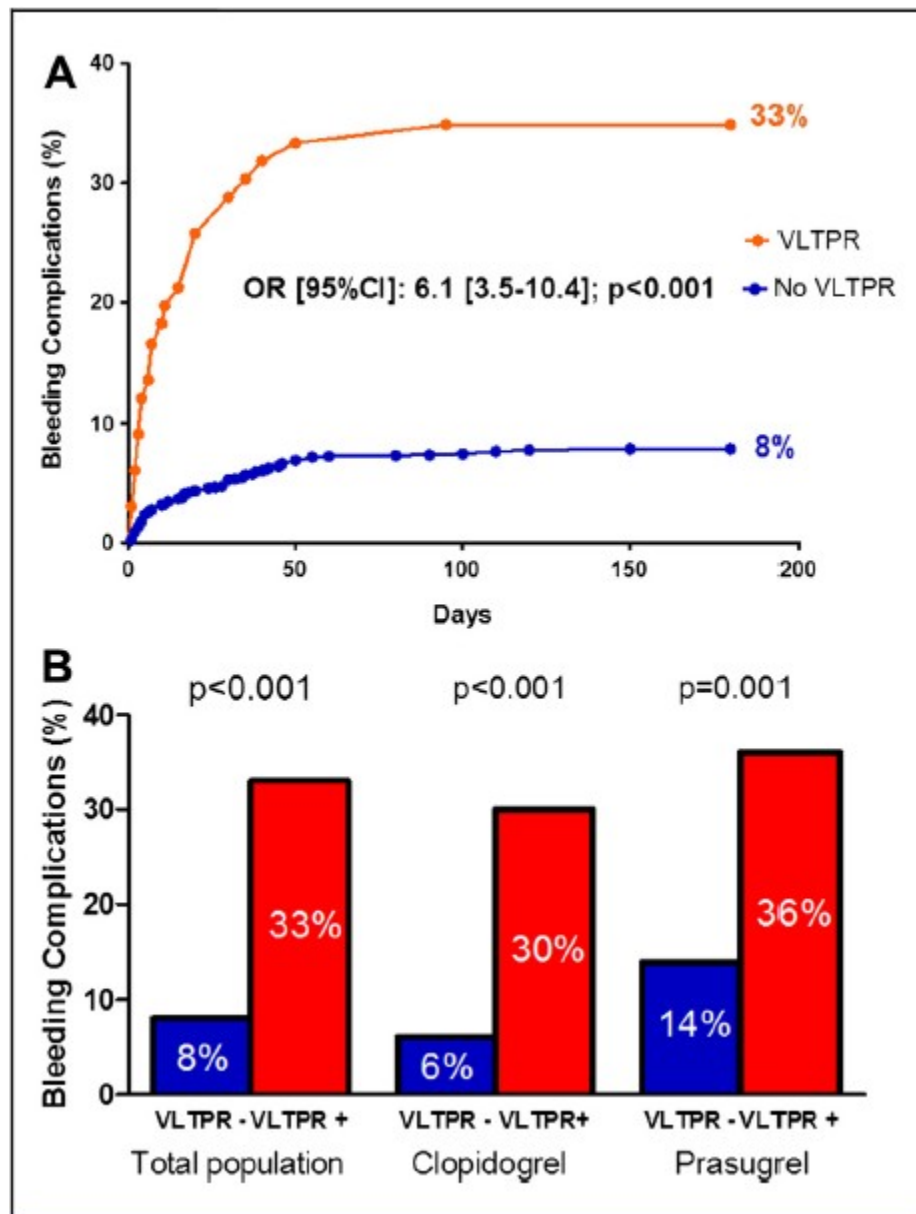 A
40
30
20
10
0
Bleeding Complications (%)
33%
VLTPR
OR [95%CI]: 6.1 [3.5-10.4]; p<0.001
No VLTPR
8%
0 50 100 150 200
Days
B
p<0.001 p<0.001 p=0.001
40
30
20
10
0
Bleeding Complications (%)
8% 33% 6% 30% 14% 36%
VLTPR - VLTPR + VLTPR - VLTPR+ VLTPR - VLTPR +
Total population Clopidogrel Prasugrel